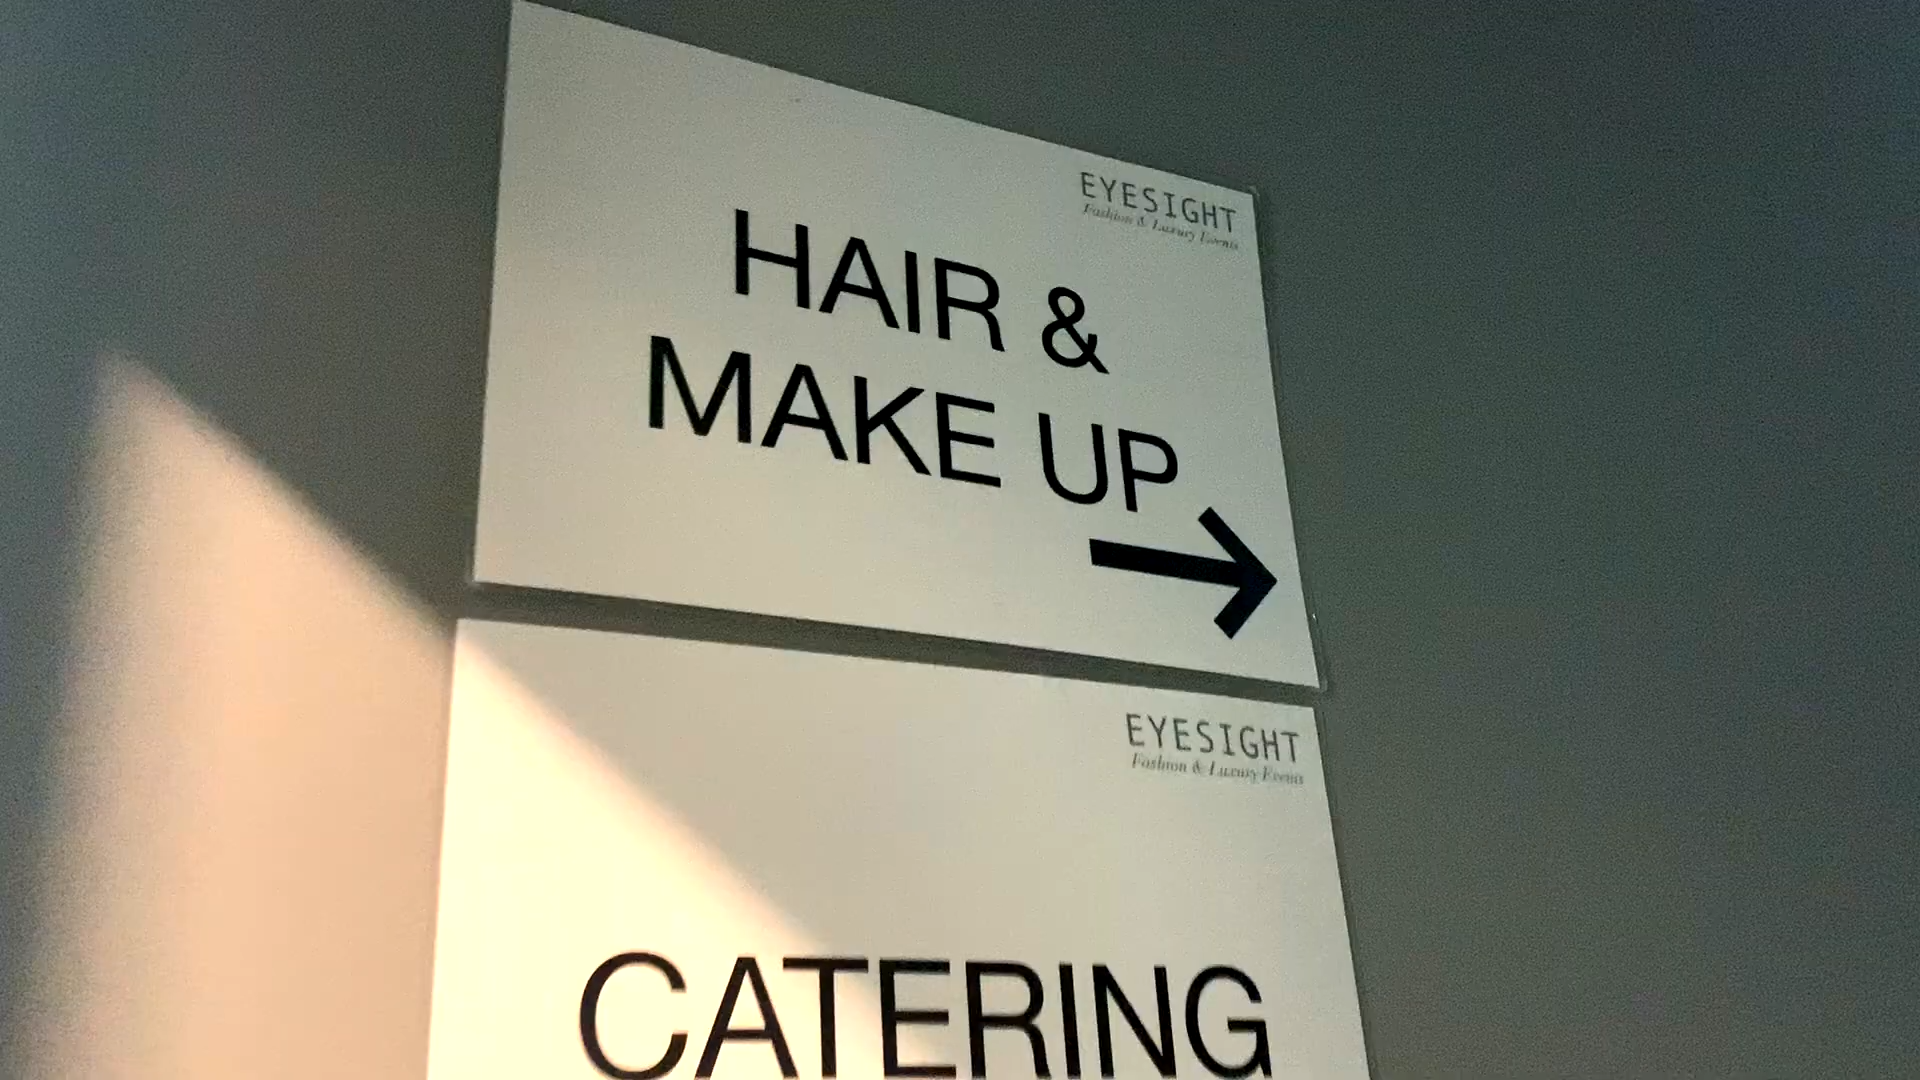 EYESIGHT
Fashion & Luxury Events
HAIR &
MAKE UP
EYESIGHT
Fashion & Luxury Events
CATERING